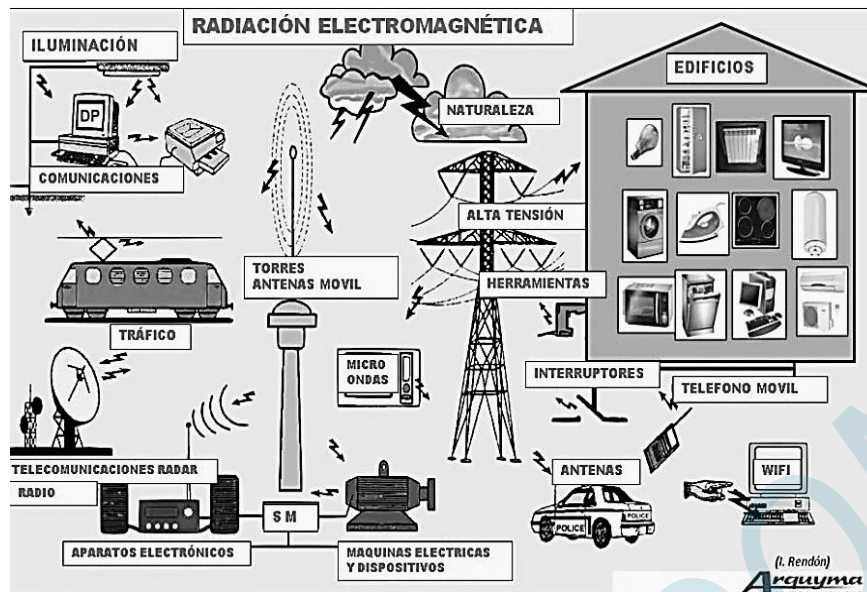 RADIACIÓN ELECTROMAGNÉTICA
ILUMINACIÓN
DP
COMUNICACIONES
NATURALEZA
EDIFICIOS
ALTA TENSIÓN
TORRES
ANTENAS MOVIL
HERRAMIENTAS
TRÁFICO
MICRO
ONDAS
INTERRUPTORES
TELEFONO MOVIL
TELECOMUNICACIONES RADAR
RADIO
ANTENAS
WIFI
S M
POLICE
POLICE
APARATOS ELECTRÓNICOS
MAQUINAS ELECTRICAS
Y DISPOSITIVOS
(I. Rendón)
Arquyma